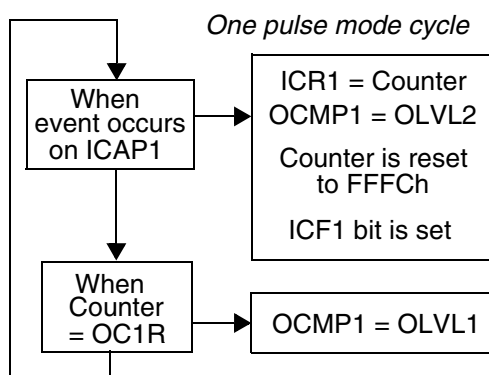 One pulse mode cycle
When
event occurs
on ICAP1
ICR1 = Counter
OCMP1 = OLVL2
Counter is reset
to FFFCh
ICF1 bit is set
When
Counter
= OC1R
OCMP1 = OLVL1